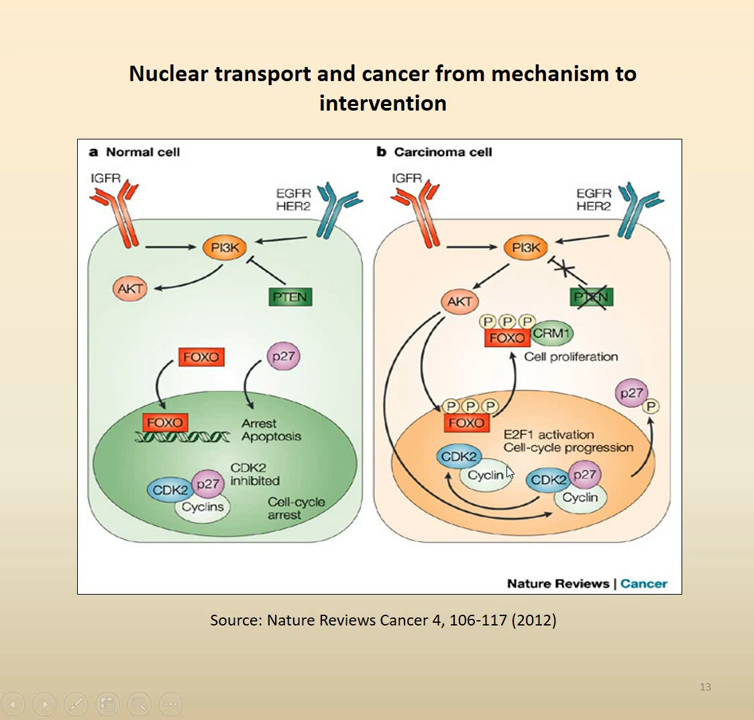 Nuclear transport and cancer from mechanism to
intervention
a Normal cell
IGFR
EGFR
HER2
PI3K
AKT
PTEN
FOXO
p27
FOXO
Arrest
Apoptosis
CDK2
inhibited
CDK2
p27
Cyclins
Cell-cycle
arrest
b Carcinoma cell
IGFR
EGFR
HER2
PI3K
AKT
PTEN
P P P
FOXO
CRM1
Cell proliferation
p27
P
P P P
FOXO
E2F1 activation
Cell-cycle progression
CDK2
Cyclin
CDK2
p27
Cyclin
Nature Reviews | Cancer
Source: Nature Reviews Cancer 4, 106-117 (2012)
13